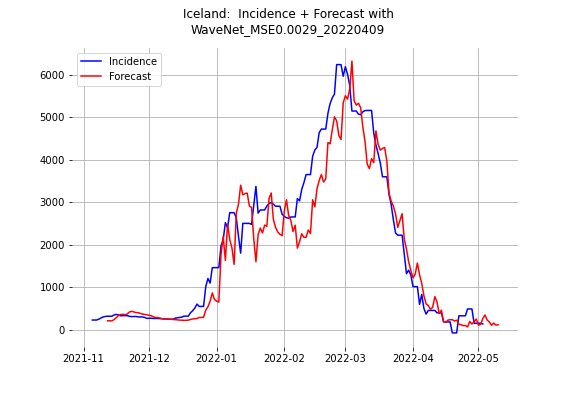 Iceland:  Incidence + Forecast with
WaveNet_MSE0.0029_20220409
Incidence
Forecast
6000
5000
4000
3000
2000
1000
0
2021-11 2021-12 2022-01 2022-02 2022-03 2022-04 2022-05